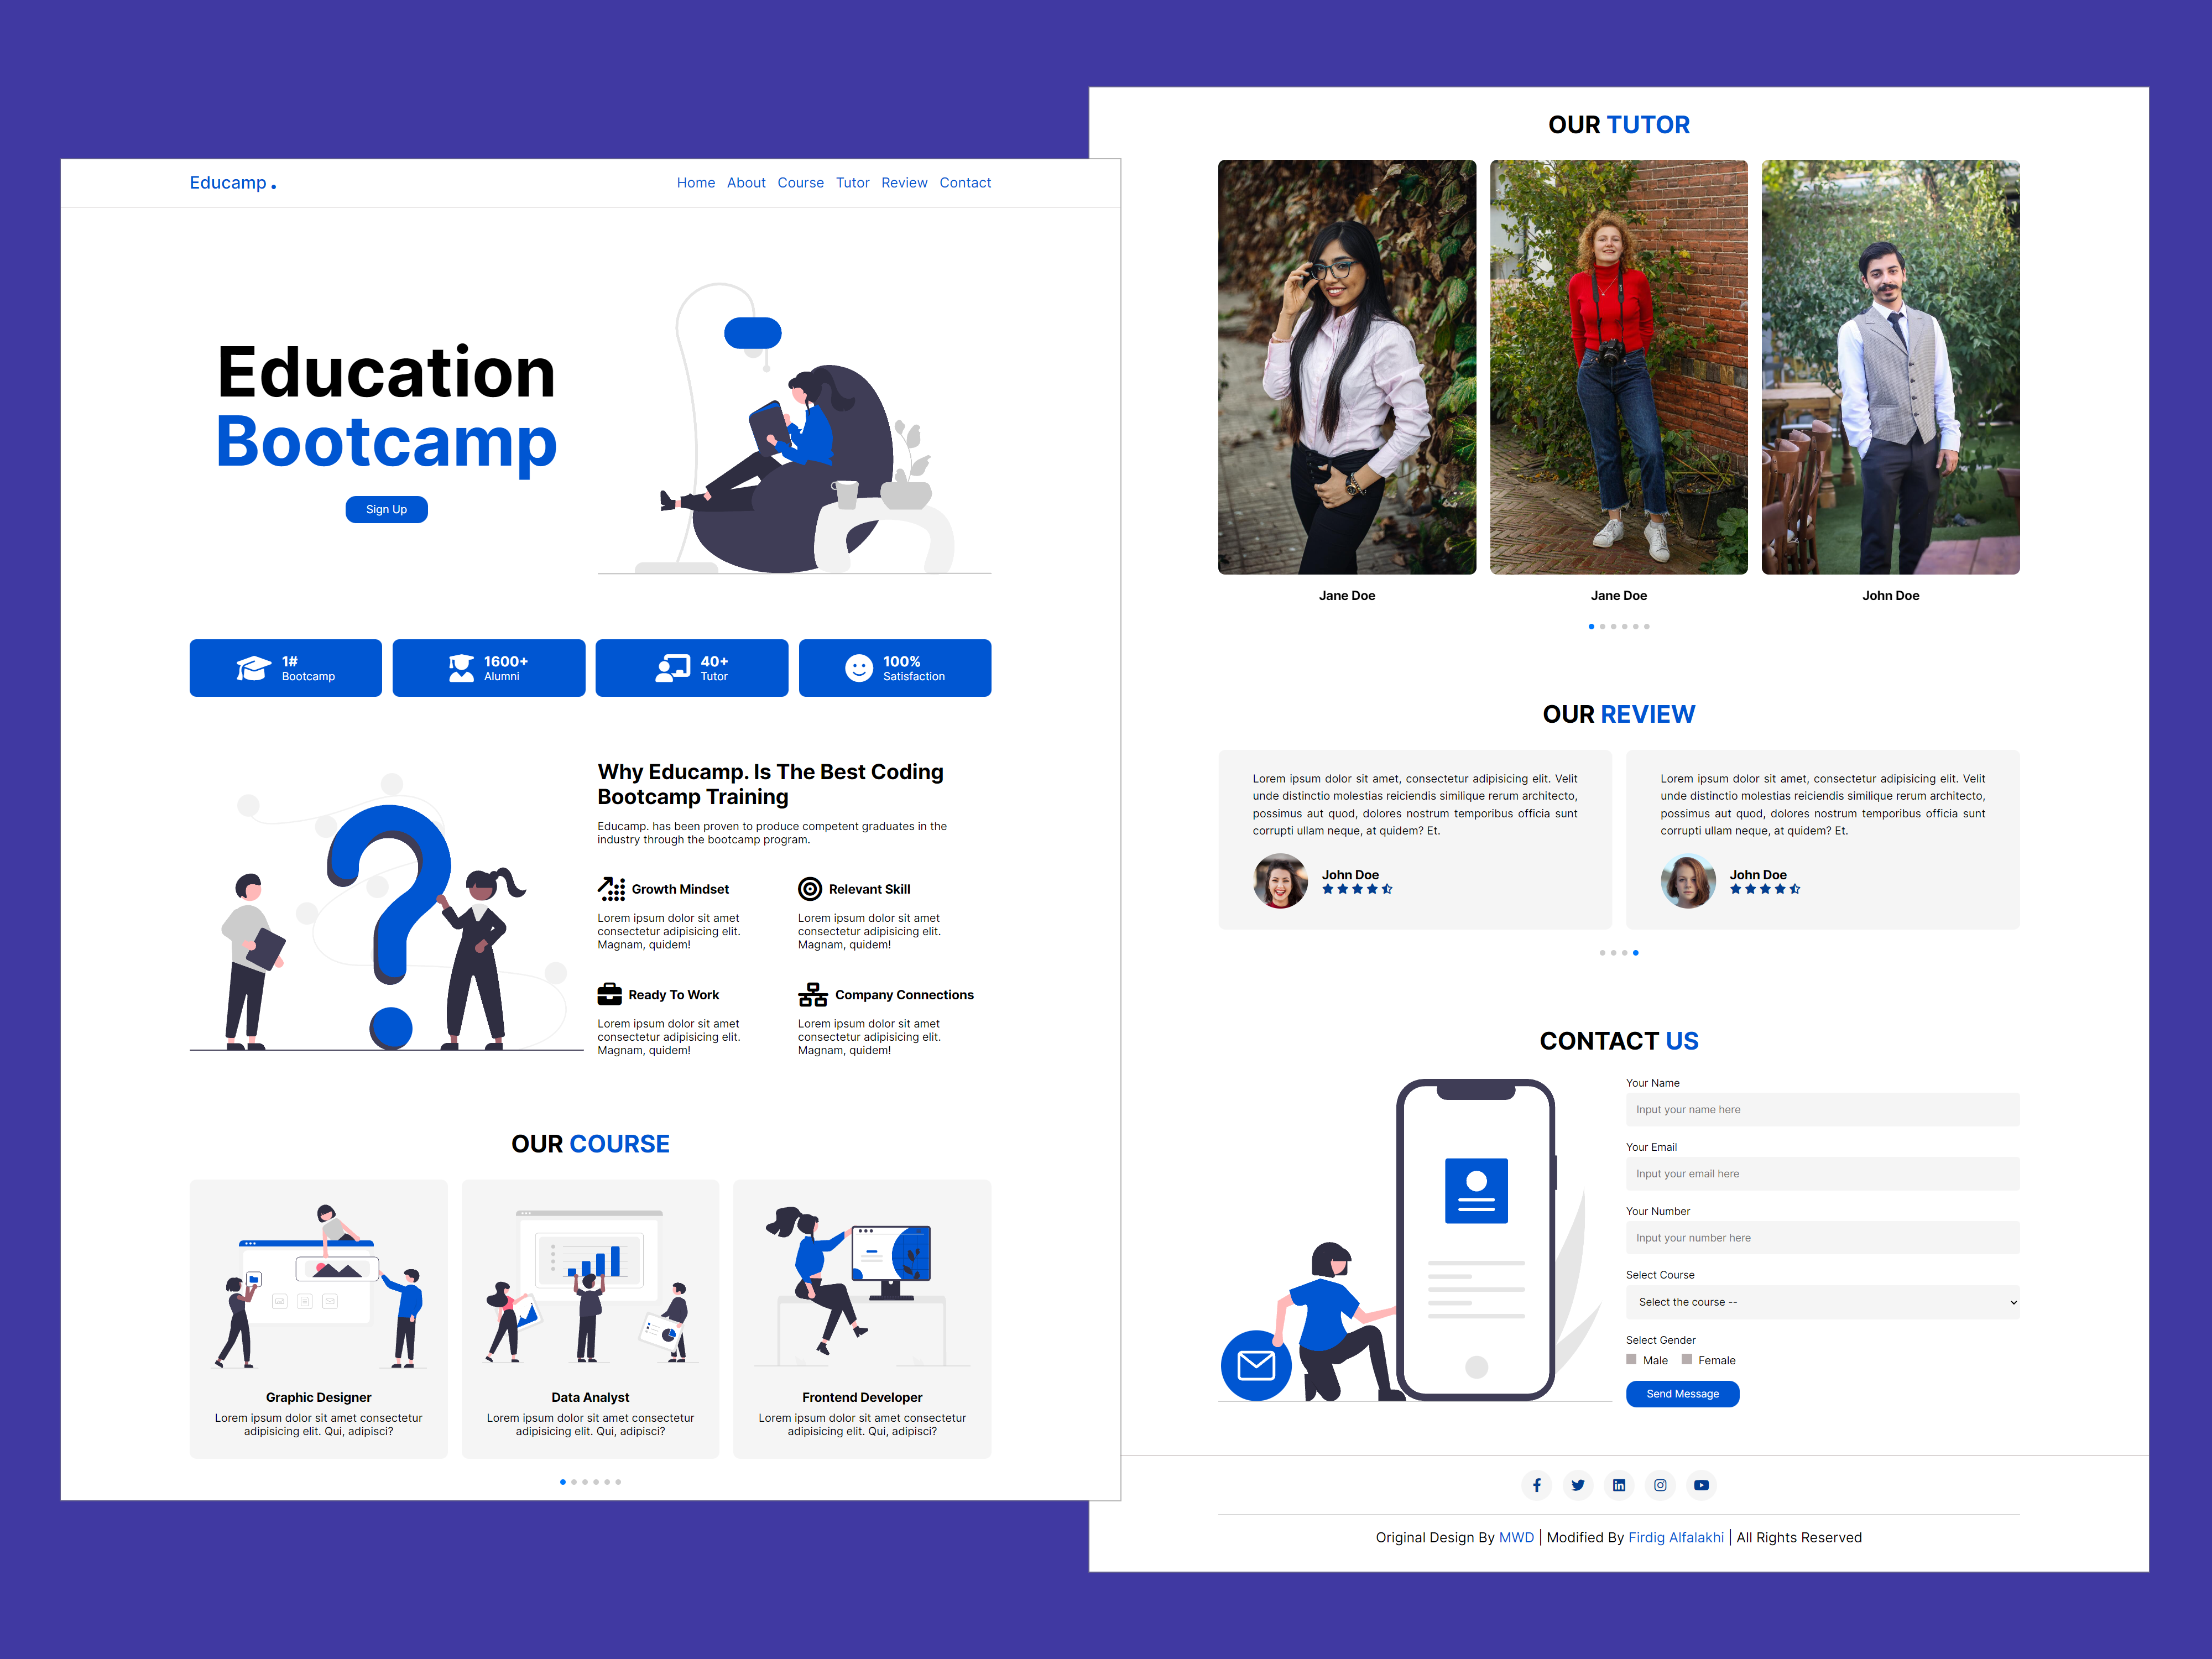 Educamp .
Home About Course Tutor Review Contact
Education
Bootcamp
Sign Up
1#
Bootcamp
1600+
Alumni
40+
Tutor
100%
Satisfaction
Why Educamp. Is The Best Coding
Bootcamp Training
Educamp. has been proven to produce competent graduates in the
industry through the bootcamp program.
Growth Mindset
Lorem ipsum dolor sit amet
consectetur adipisicing elit.
Magnam, quidem!
Relevant Skill
Lorem ipsum dolor sit amet
consectetur adipisicing elit.
Magnam, quidem!
Ready To Work
Lorem ipsum dolor sit amet
consectetur adipisicing elit.
Magnam, quidem!
Company Connections
Lorem ipsum dolor sit amet
consectetur adipisicing elit.
Magnam, quidem!
OUR COURSE
Graphic Designer
Lorem ipsum dolor sit amet consectetur
adipisicing elit. Qui, adipisci?
Data Analyst
Lorem ipsum dolor sit amet consectetur
adipisicing elit. Qui, adipisci?
Frontend Developer
Lorem ipsum dolor sit amet consectetur
adipisicing elit. Qui, adipisci?
OUR TUTOR
Jane Doe
Jane Doe
John Doe
OUR REVIEW
Lorem ipsum dolor sit amet, consectetur adipisicing elit. Velit
unde distinctio molestias reiciendis similique rerum architecto,
possimus aut quod, dolores nostrum temporibus officia sunt
corrupti ullam neque, at quidem? Et.
John Doe
Lorem ipsum dolor sit amet, consectetur adipisicing elit. Velit
unde distinctio molestias reiciendis similique rerum architecto,
possimus aut quod, dolores nostrum temporibus officia sunt
corrupti ullam neque, at quidem? Et.
John Doe
CONTACT US
Your Name
Input your name here
Your Email
Input your email here
Your Number
Input your number here
Select Course
Select the course --
Select Gender
Male Female
Send Message
Original Design By MWD | Modified By Firdig Alfalakhi | All Rights Reserved